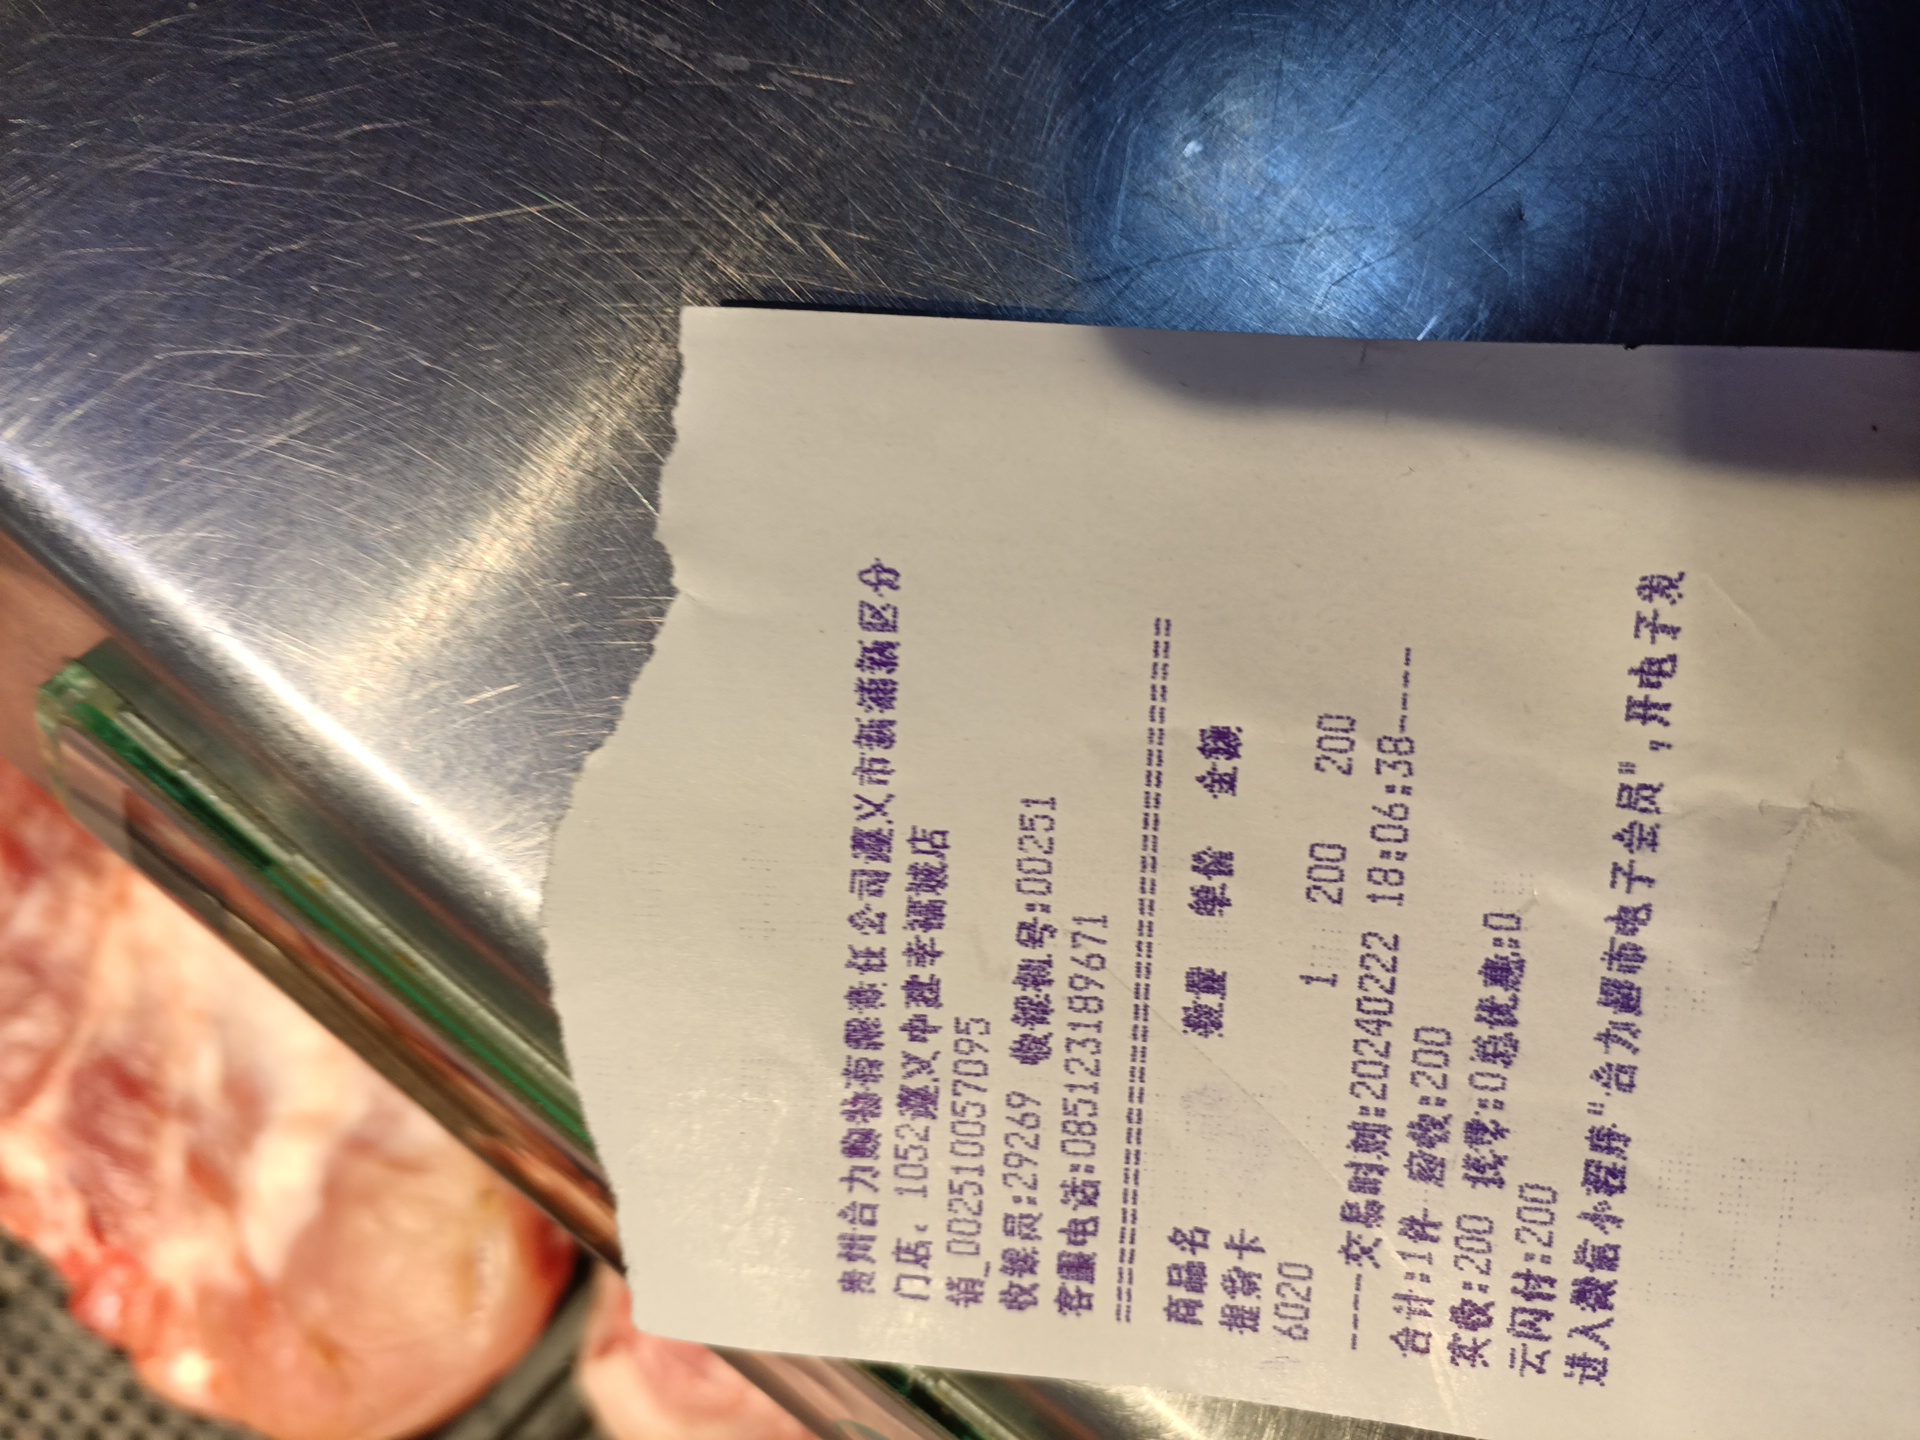 贵州合力购物有限责任公司遵义市新浦新区分
门店: 1052遵义中建幸福城店
销_002510057095
收银员:29269 收银机号:00251
客服电话:085123189671
========================================
商品名 数量 单价 金额
提货卡
6020 1 200 200
----交易时刻:20240222 18:06:38----
合计:1件 应收:200
实收:200 找零:0总优惠:0
云闪付:200
进入微信小程序"合力超市电子会员",开电子发